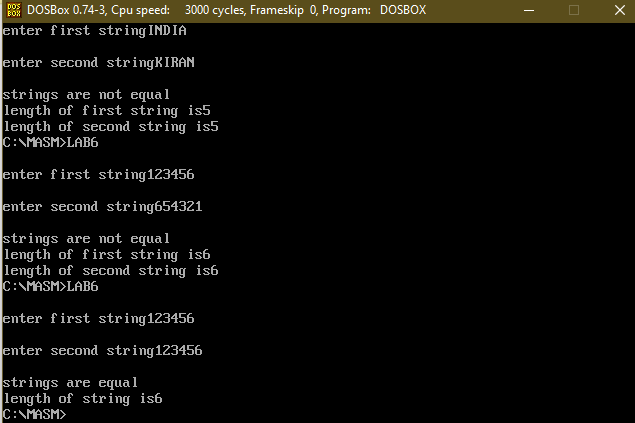 DOS BOX DOSBox 0.74-3, Cpu speed: 3000 cycles, Frameskip 0, Program: DOSBOX
enter first stringINDIA
enter second stringKIRAN
strings are not equal
length of first string is5
length of second string is5
C:\MASM>LAB6
enter first string123456
enter second string654321
strings are not equal
length of first string is6
length of second string is6
C:\MASM>LAB6
enter first string123456
enter second string123456
strings are equal
length of string is6
C:\MASM>